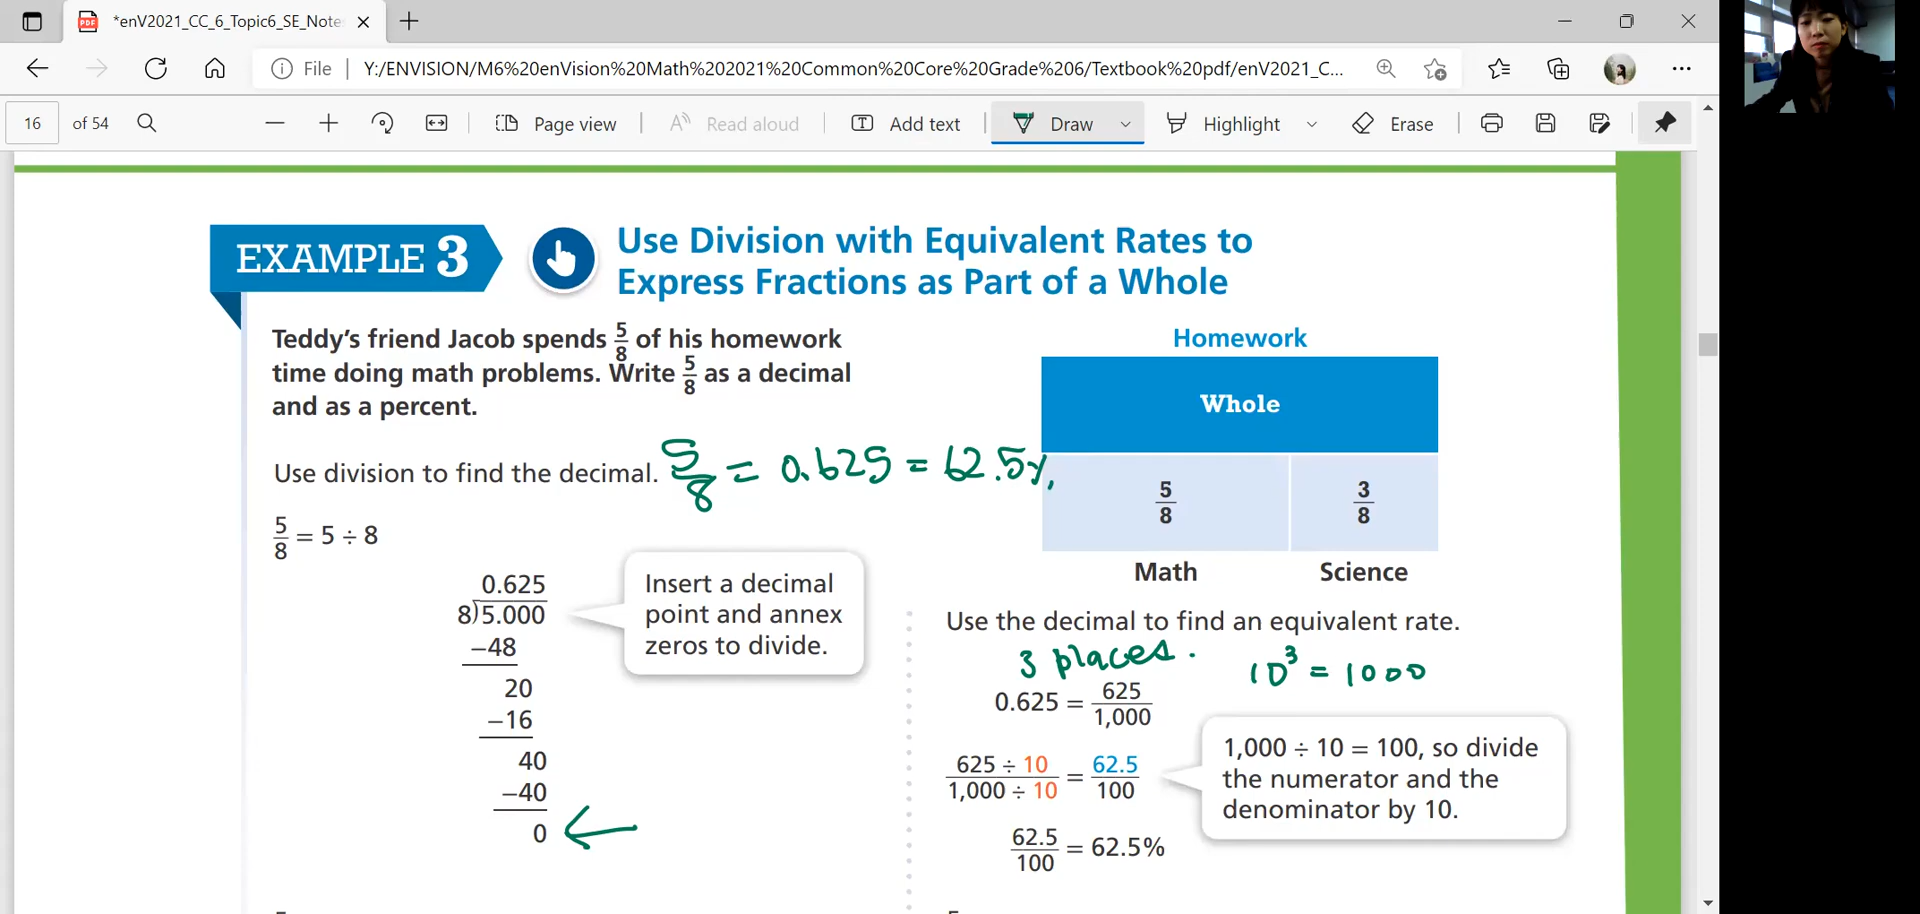 *enV2021_CC_6_Topic6_SE_Note
File
Y:/ENVISION/M6%20enVision%20Math%202021%20Common%20Core%20Grade%206/Textbook%20pdf/enV2021_C...
16 of 54
Page view
Read aloud
Add text
Draw
Highlight
Erase
EXAMPLE 3
Use Division with Equivalent Rates to
Express Fractions as Part of a Whole
Teddy's friend Jacob spends 5/8 of his homework
time doing math problems. Write 5/8 as a decimal
and as a percent.
Use division to find the decimal.
5/8 = 0.625 = 62.5%
5/8 = 5 ÷ 8
0.625
8)5.000
−48
20
−16
40
−40
0
Insert a decimal
point and annex
zeros to divide.
Homework
Whole
5/8
3/8
Math
Science
Use the decimal to find an equivalent rate.
3 places.
10³ = 1000
0.625 = 625/1,000
625 ÷ 10/1,000 ÷ 10 = 62.5/100
62.5/100 = 62.5%
1,000 ÷ 10 = 100, so divide
the numerator and the
denominator by 10.